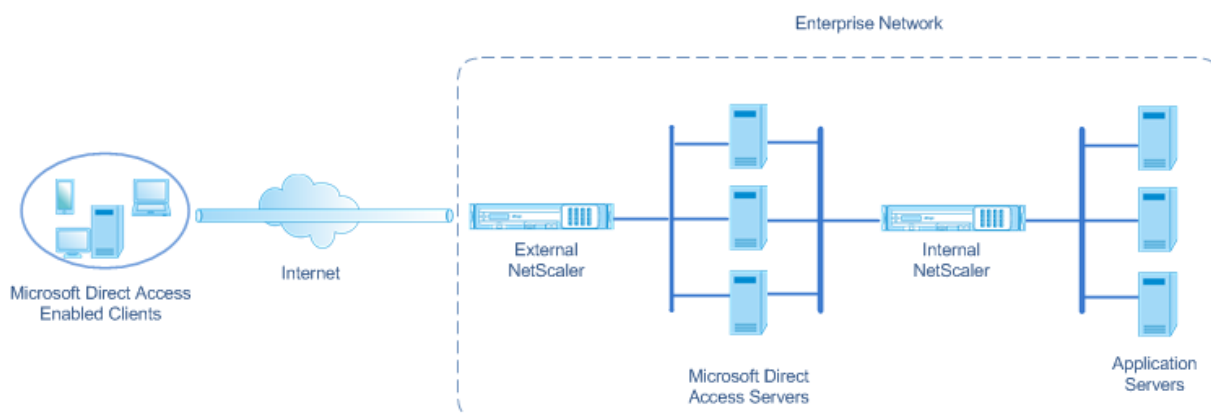 Enterprise Network
External
NetScaler
Internal
NetScaler
Internet
Microsoft Direct Access
Enabled Clients
Microsoft Direct
Access Servers
Application
Servers